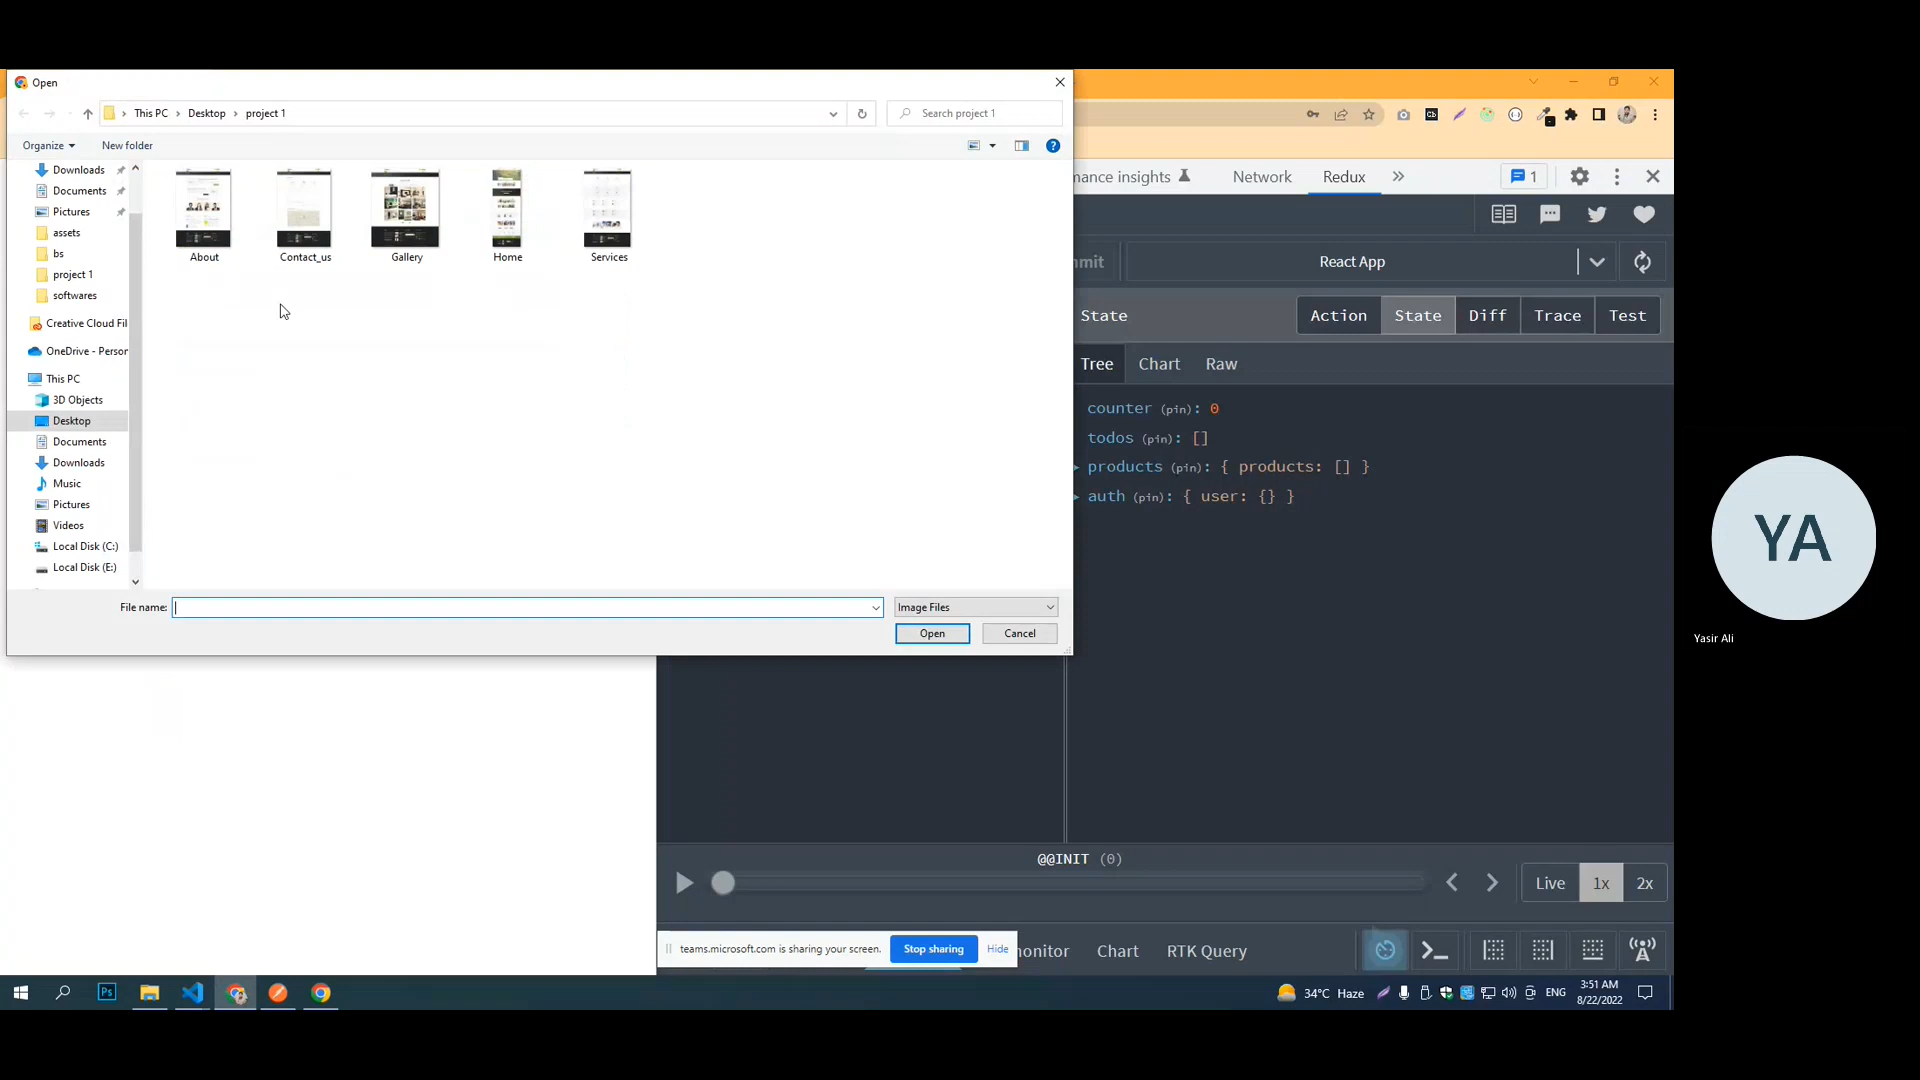 Open
This PC
Desktop
project 1
Search project 1
Organize
New folder
Downloads
Documents
Pictures
assets
bs
project 1
softwares
Creative Cloud Fil
OneDrive - Person
This PC
3D Objects
Desktop
Documents
Downloads
Music
Pictures
Videos
Local Disk (C:)
Local Disk (E:)
About
Contact_us
Gallery
Home
Services
File name:
Image Files
Open
Cancel
mance insights
Network
Redux
1
mmit
React App
State
Action
State
Diff
Trace
Test
Tree
Chart
Raw
counter (pin): 0
todos (pin): []
products (pin): { products: [] }
auth (pin): { user: {} }
@@INIT (0)
Live
1x
2x
teams.microsoft.com is sharing your screen.
Stop sharing
Hide
monitor
Chart
RTK Query
Ps
34°C Haze
ENG
3:51 AM
8/22/2022
YA
Yasir Ali